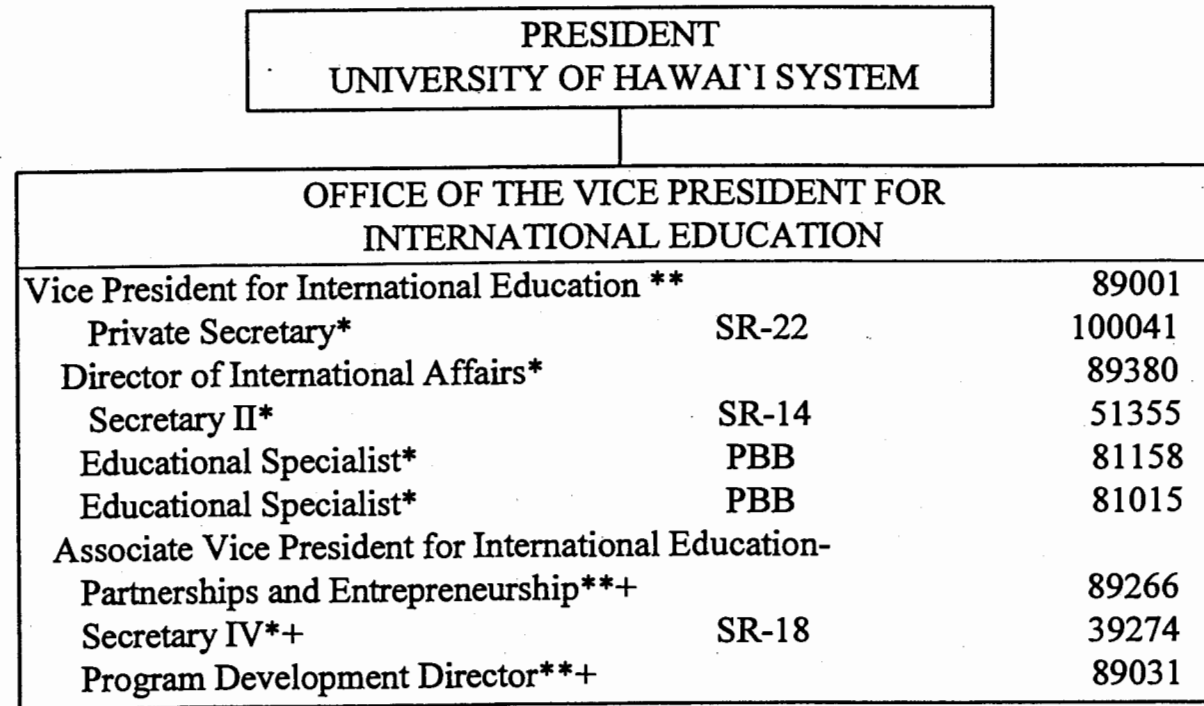 PRESIDENT
UNIVERSITY OF HAWAI`I SYSTEM
OFFICE OF THE VICE PRESIDENT FOR
INTERNATIONAL EDUCATION
Vice President for International Education ** 89001
Private Secretary* SR-22 100041
Director of International Affairs* 89380
Secretary II* SR-14 51355
Educational Specialist* PBB 81158
Educational Specialist* PBB 81015
Associate Vice President for International Education-
Partnerships and Entrepreneurship**+ 89266
Secretary IV*+ SR-18 39274
Program Development Director**+ 89031